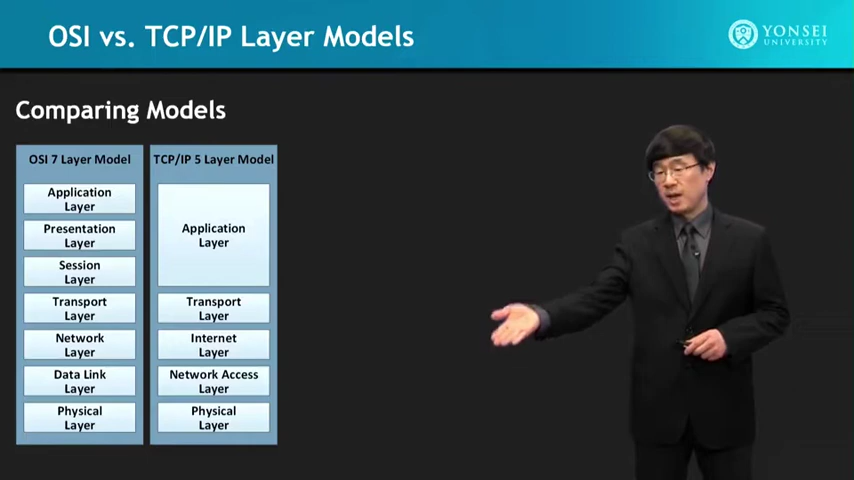 OSI vs. TCP/IP Layer Models
YONSEI
UNIVERSITY
Comparing Models
OSI 7 Layer Model
Application
Layer
Presentation
Layer
Session
Layer
Transport
Layer
Network
Layer
Data Link
Layer
Physical
Layer
TCP/IP 5 Layer Model
Application
Layer
Transport
Layer
Internet
Layer
Network Access
Layer
Physical
Layer